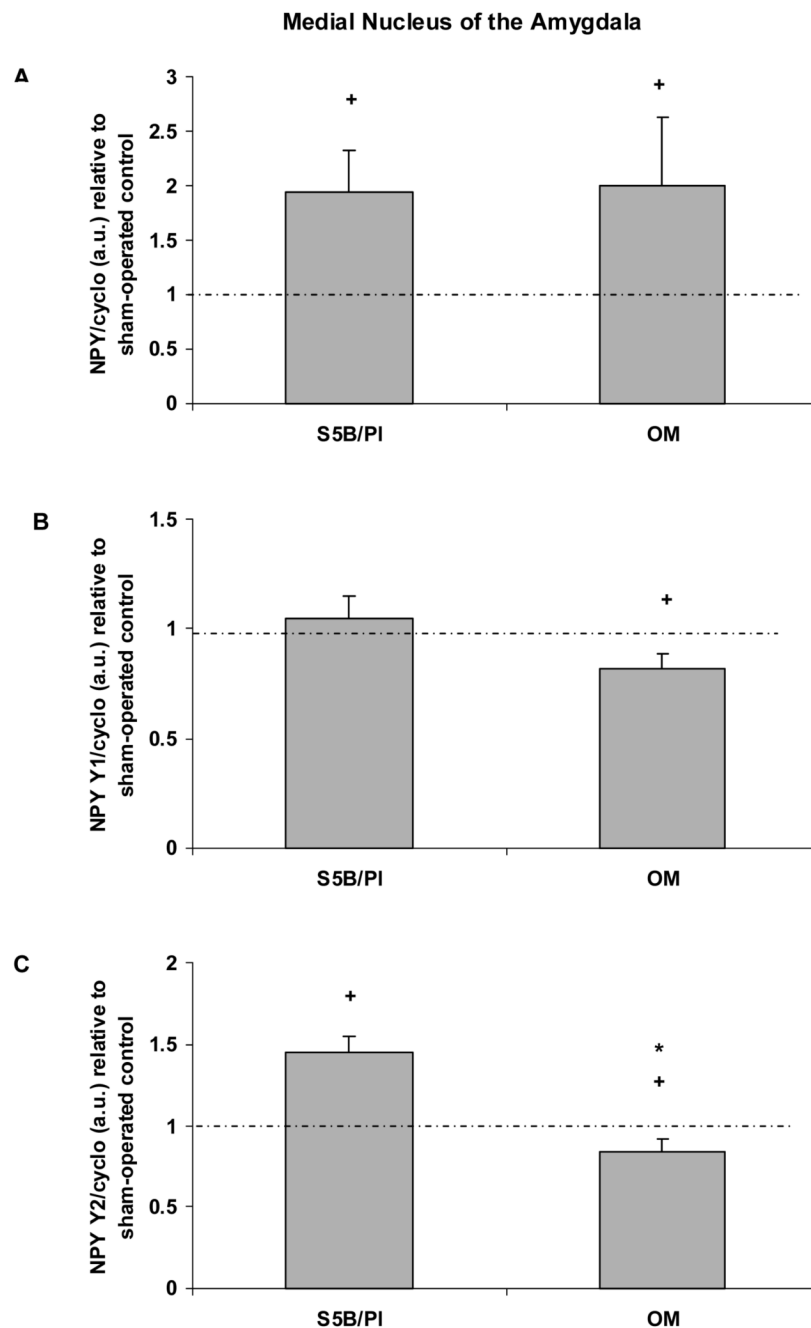 Medial Nucleus of the Amygdala
A
NPY/cyclo (a.u.) relative to
sham-operated control
3
2.5
2
1.5
1
0.5
0
+
+
S5B/PI
OM
B
NPY Y1/cyclo (a.u.) relative to
sham-operated control
1.5
1
0.5
0
+
S5B/PI
OM
C
NPY Y2/cyclo (a.u.) relative to
sham-operated control
2
1.5
1
0.5
0
+
*
+
S5B/PI
OM